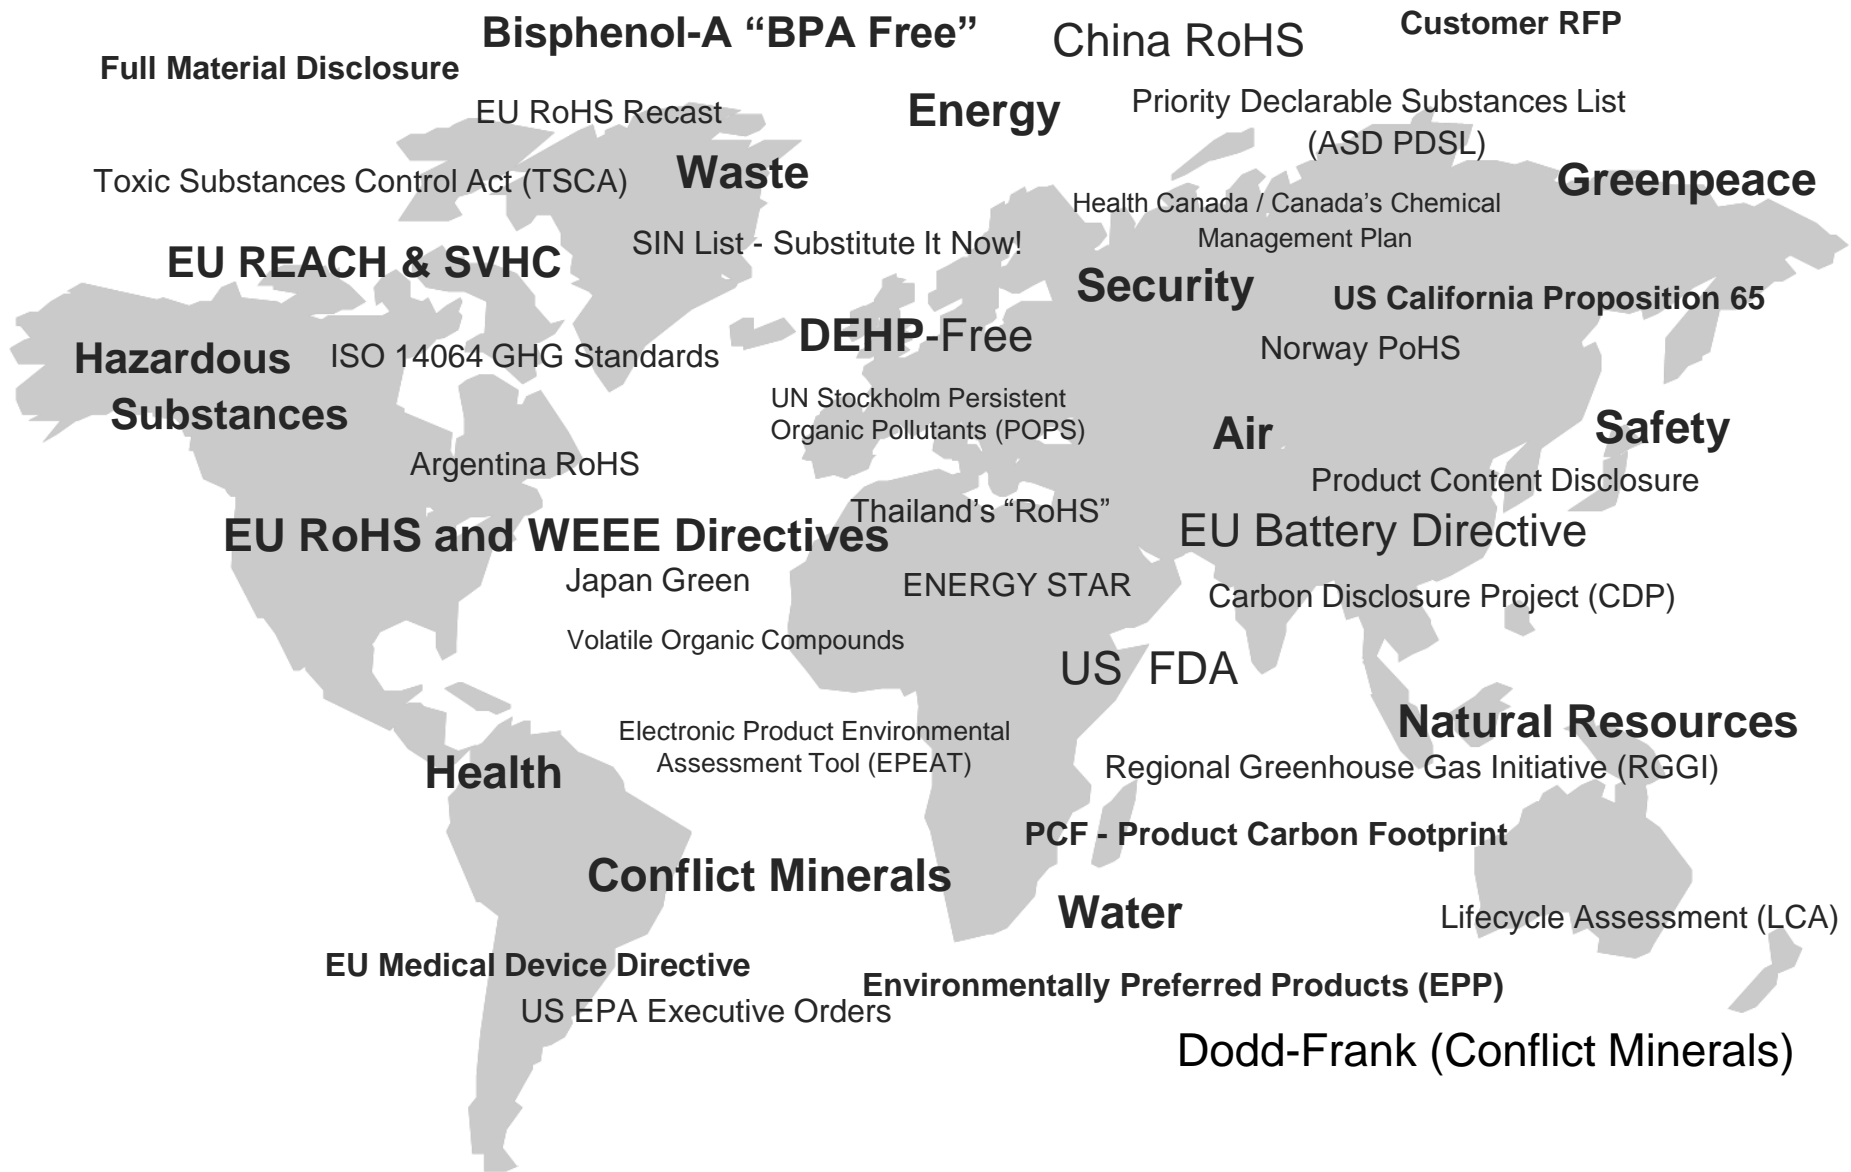 Bisphenol-A “BPA Free”
China RoHS
Customer RFP
Full Material Disclosure
EU RoHS Recast
Energy
Priority Declarable Substances List
(ASD PDSL)
Toxic Substances Control Act (TSCA)
Waste
Greenpeace
Health Canada / Canada’s Chemical
Management Plan
EU REACH & SVHC
SIN List - Substitute It Now!
Security
US California Proposition 65
Hazardous
Substances
ISO 14064 GHG Standards
DEHP-Free
Norway PoHS
UN Stockholm Persistent
Organic Pollutants (POPS)
Air
Safety
Argentina RoHS
Product Content Disclosure
Thailand’s “RoHS”
EU RoHS and WEEE Directives
EU Battery Directive
Japan Green
ENERGY STAR
Carbon Disclosure Project (CDP)
Volatile Organic Compounds
US FDA
Electronic Product Environmental
Assessment Tool (EPEAT)
Natural Resources
Health
Regional Greenhouse Gas Initiative (RGGI)
PCF - Product Carbon Footprint
Conflict Minerals
Water
Lifecycle Assessment (LCA)
EU Medical Device Directive
Environmentally Preferred Products (EPP)
US EPA Executive Orders
Dodd-Frank (Conflict Minerals)